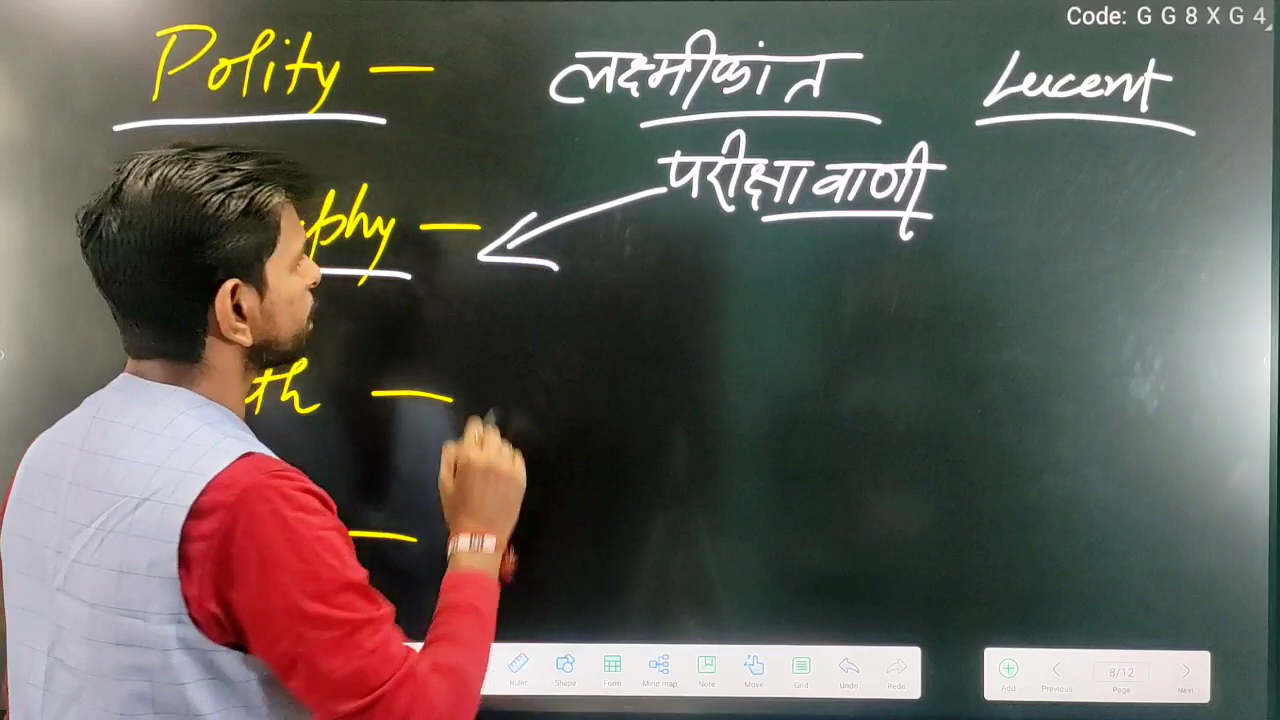 Code: G G 8 X G 4
Polity — लक्ष्मीकांत Lucent
परीक्षा वाणी
phy —
th —
—
Ruler Shape Form Mind map Note Move Grid Undo Redo
Add Previous 8/12 Page Next